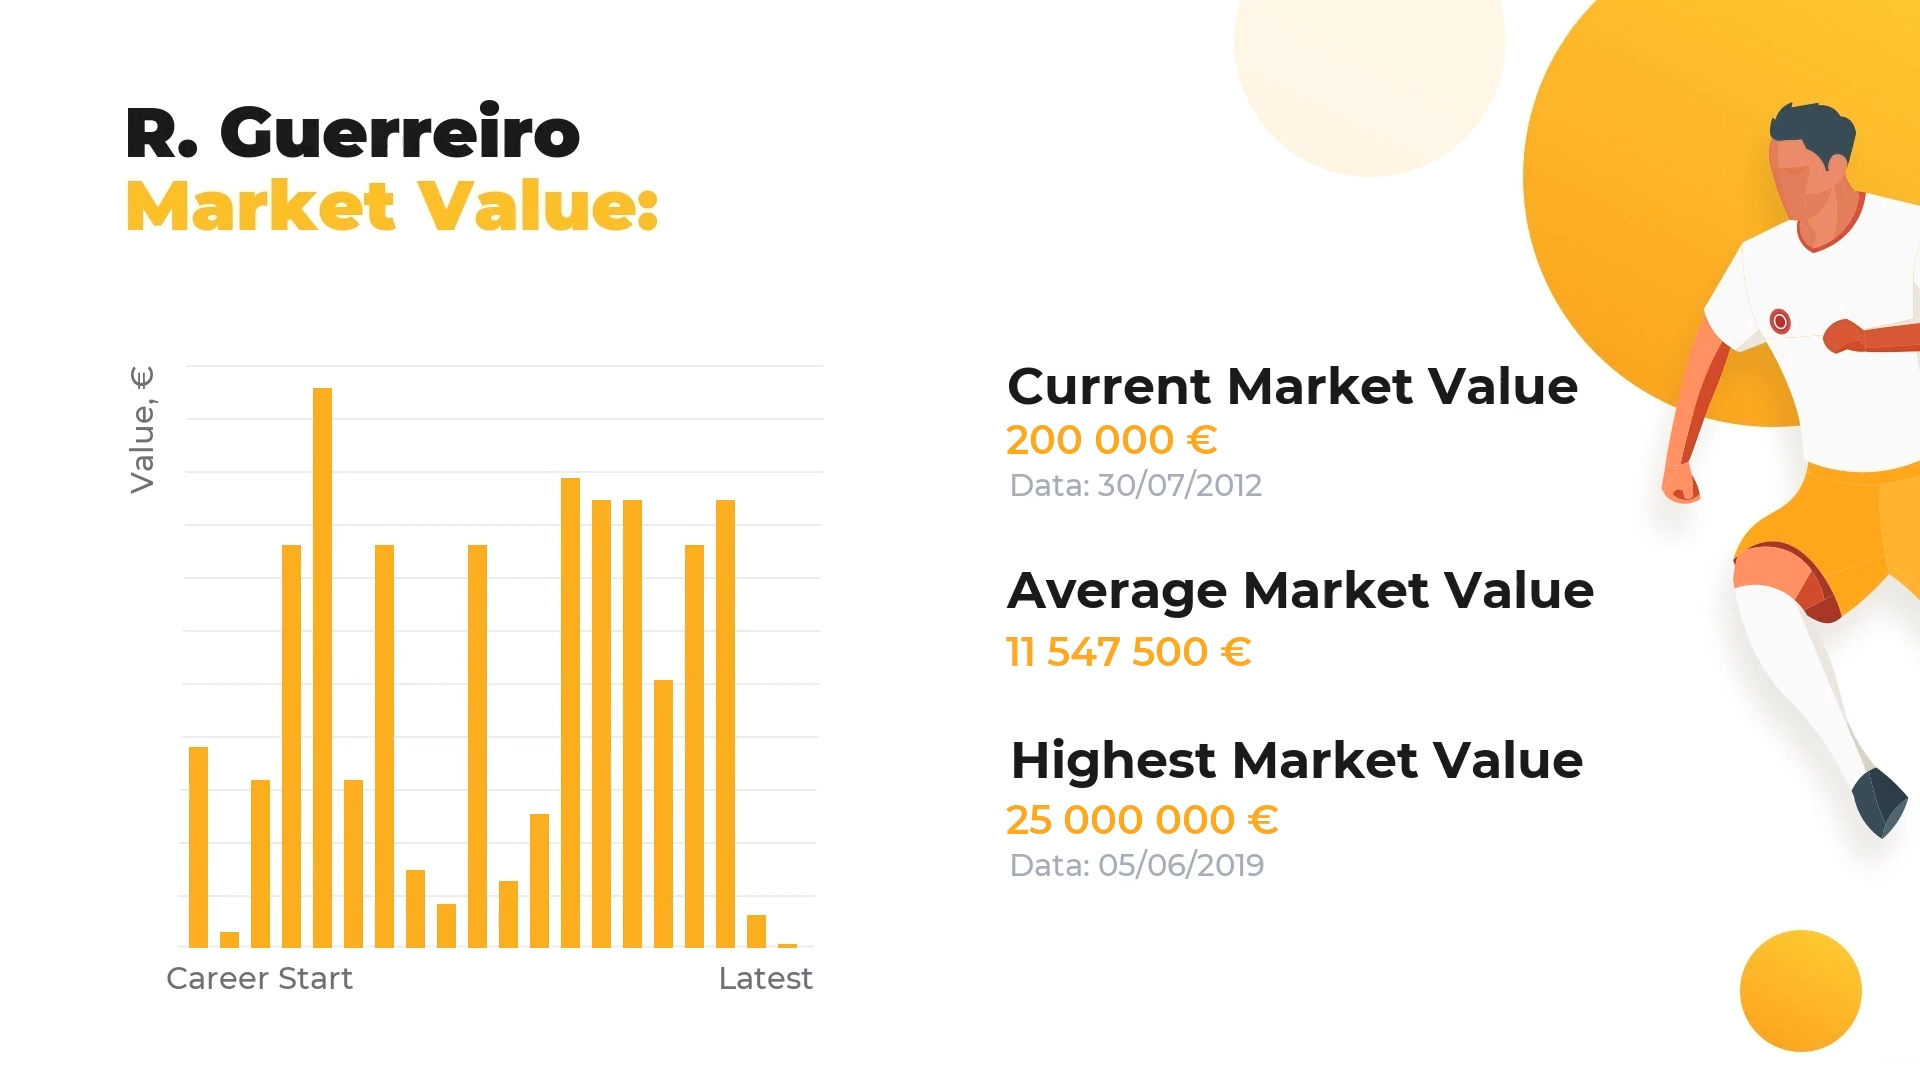 R. Guerreiro
Market Value:
Value, €
Career Start
Latest
Current Market Value
200 000 €
Data: 30/07/2012
Average Market Value
11 547 500 €
Highest Market Value
25 000 000 €
Data: 05/06/2019